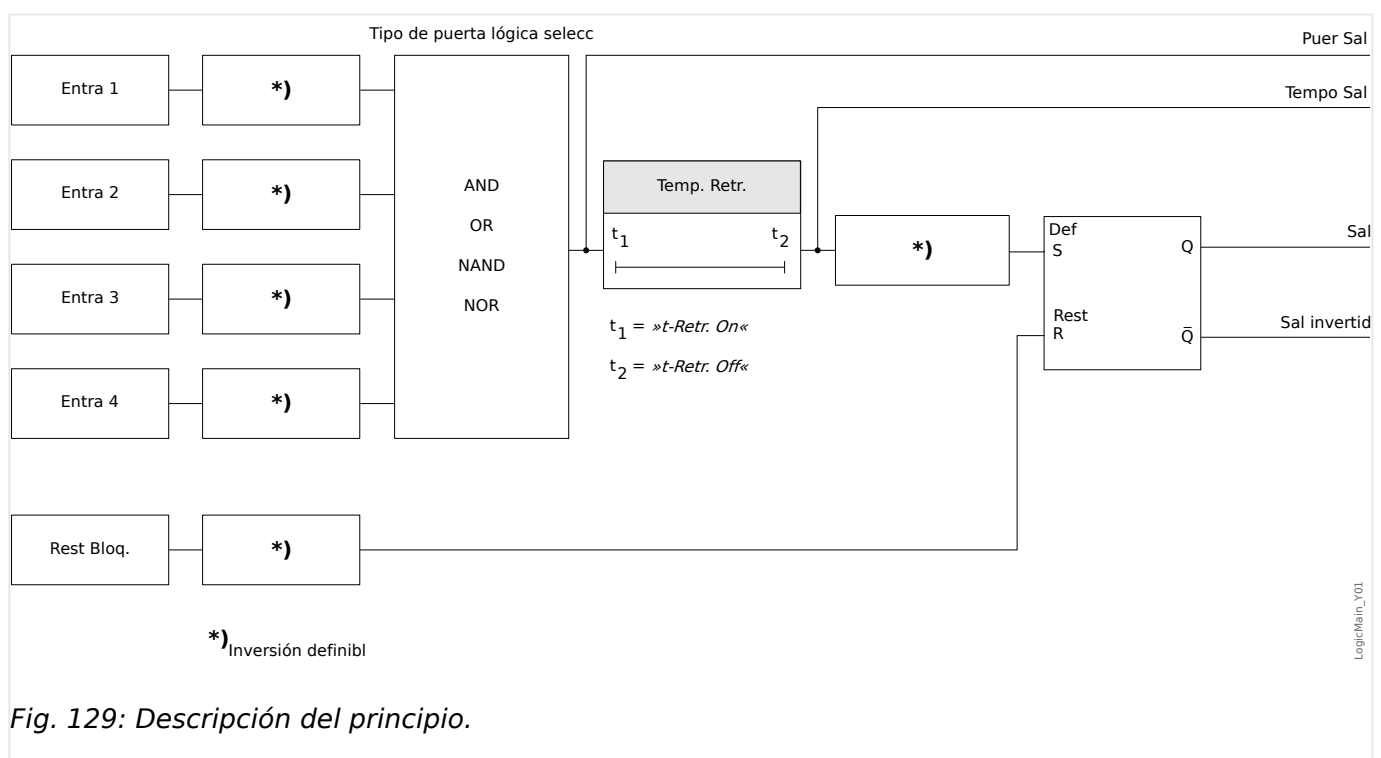 Tipo de puerta lógica selecc
Puer Sal
Tempo Sal
Entra 1
*)
Entra 2
*)
Entra 3
*)
Entra 4
*)
AND
OR
NAND
NOR
Temp. Retr.
t1
t2
t1 = »t-Retr. On«
t2 = »t-Retr. Off«
*)
Def
S
Q
Rest
R
Q̅
Sal
Sal invertid
Rest Bloq.
*)
*)Inversión definibl
LogicMain_Y01
Fig. 129: Descripción del principio.